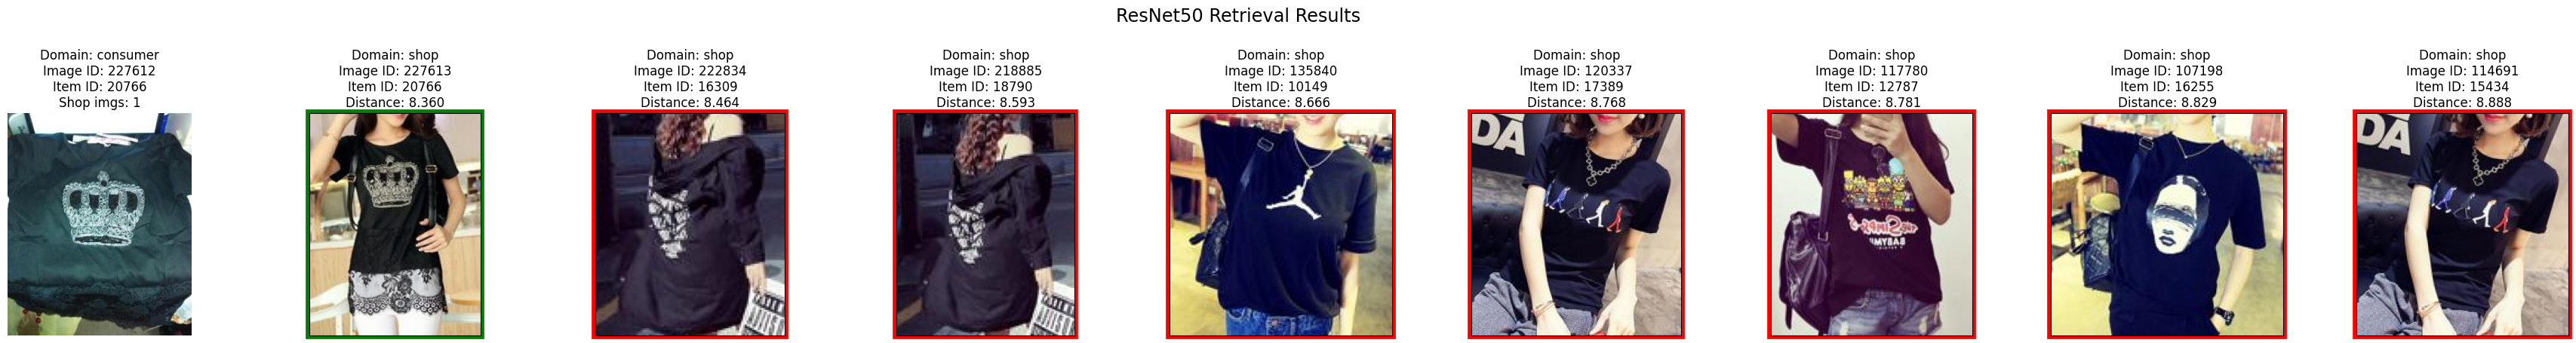 ResNet50 Retrieval Results
Domain: consumer
Image ID: 227612
Item ID: 20766
Shop imgs: 1
Domain: shop
Image ID: 227613
Item ID: 20766
Distance: 8.360
Domain: shop
Image ID: 222834
Item ID: 16309
Distance: 8.464
Domain: shop
Image ID: 218885
Item ID: 18790
Distance: 8.593
Domain: shop
Image ID: 135840
Item ID: 10149
Distance: 8.666
Domain: shop
Image ID: 120337
Item ID: 17389
Distance: 8.768
DA
Domain: shop
Image ID: 117780
Item ID: 12787
Distance: 8.781
Domain: shop
Image ID: 107198
Item ID: 16255
Distance: 8.829
Domain: shop
Image ID: 114691
Item ID: 15434
Distance: 8.888
DA